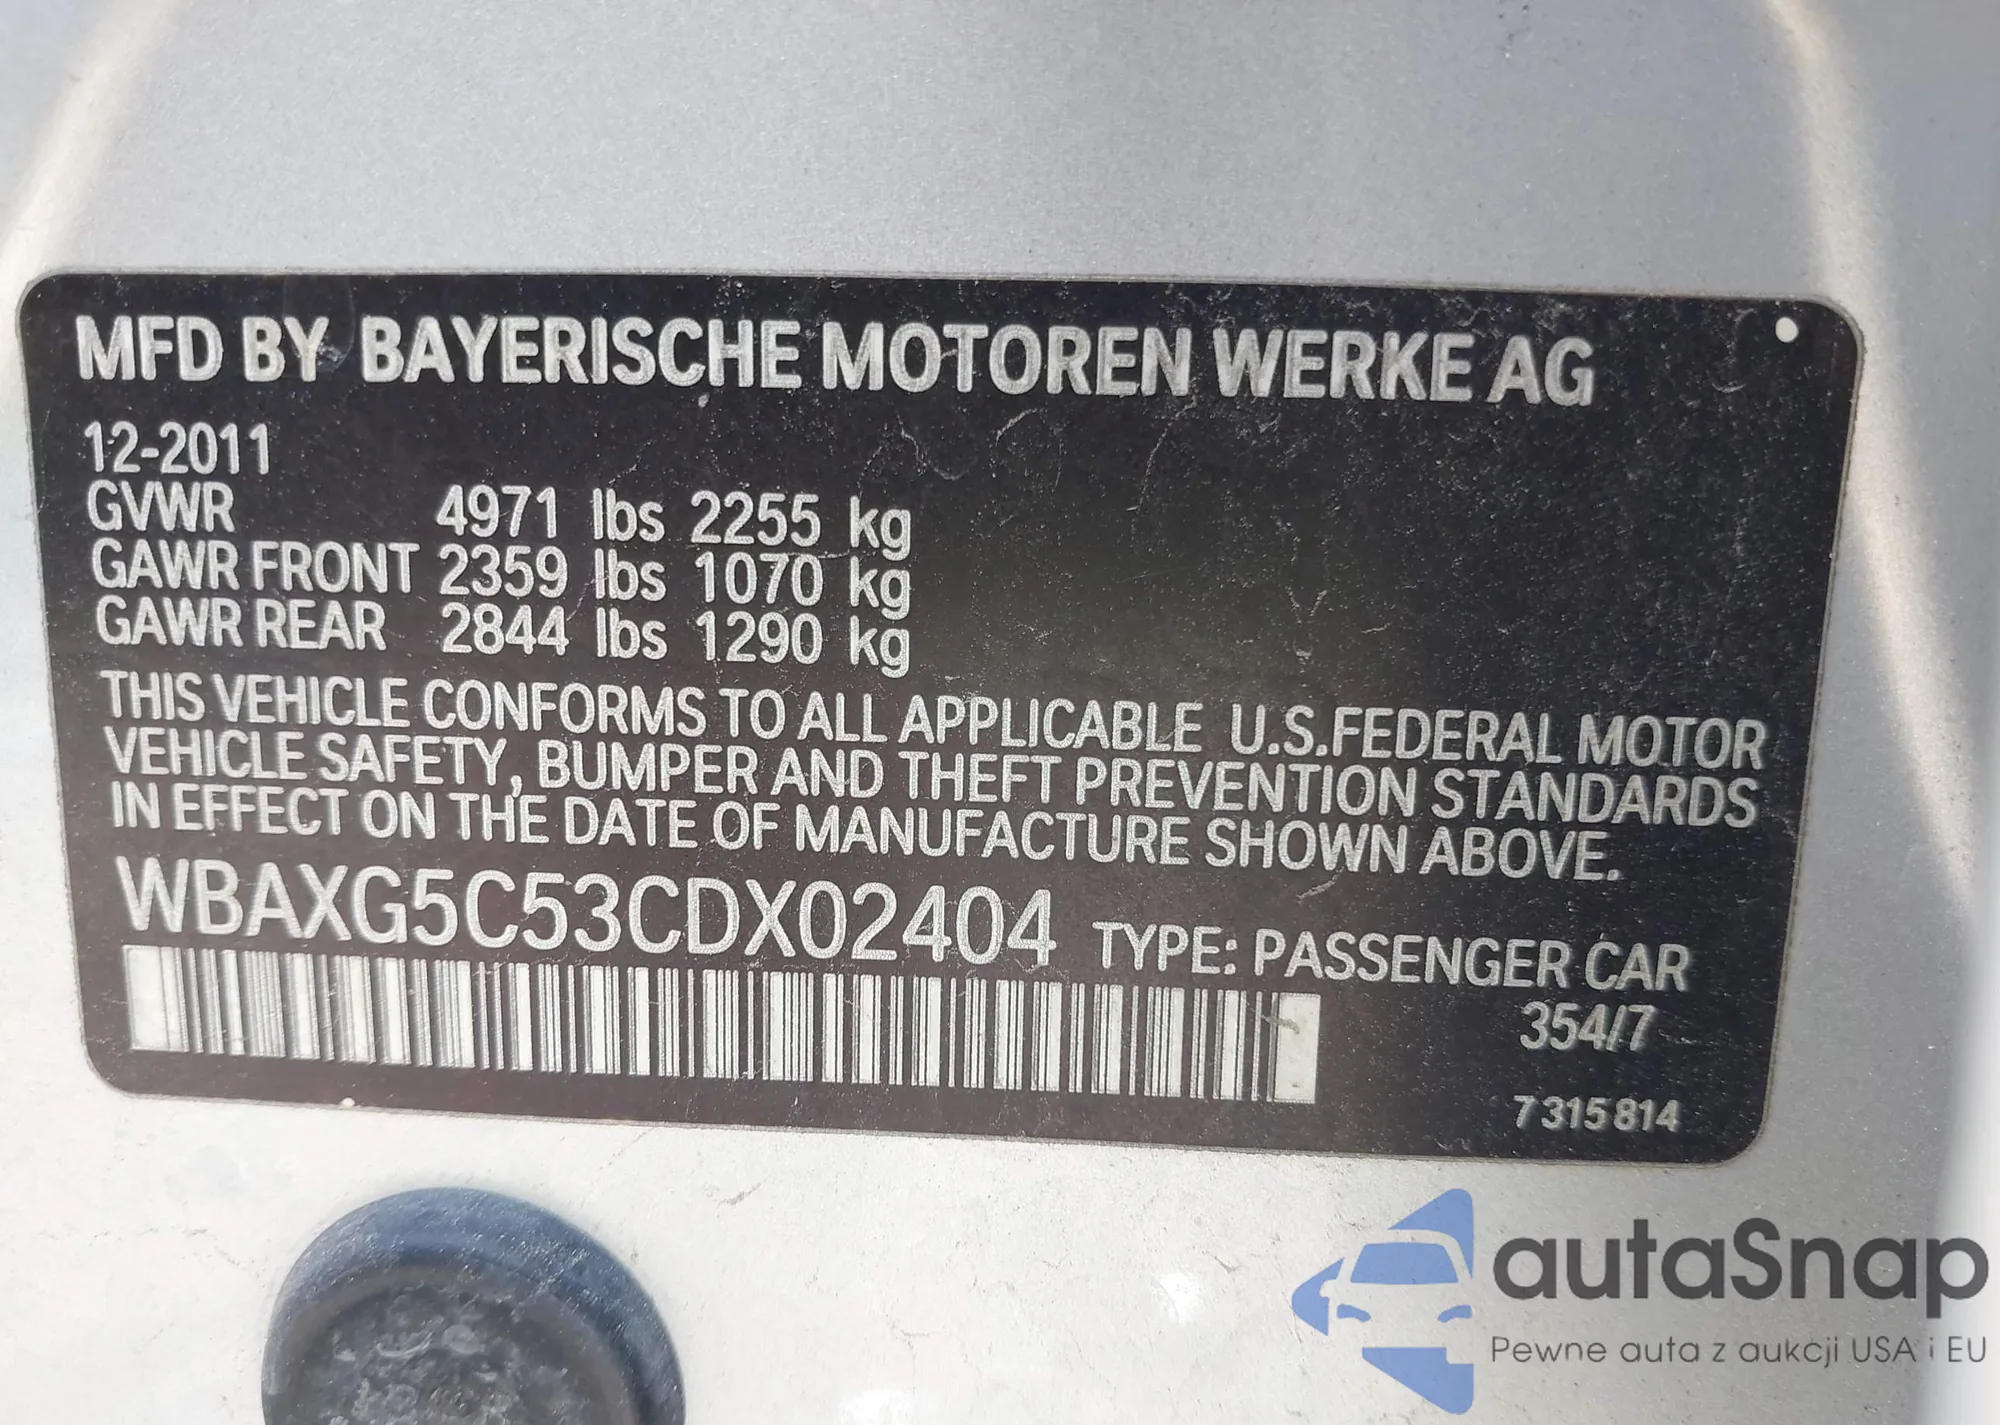 MFD BY BAYERISCHE MOTOREN WERKE AG
12-2011
GVWR 4971 lbs 2255 kg
GAWR FRONT 2359 lbs 1070 kg
GAWR REAR 2844 lbs 1290 kg
THIS VEHICLE CONFORMS TO ALL APPLICABLE U.S.FEDERAL MOTOR
VEHICLE SAFETY, BUMPER AND THEFT PREVENTION STANDARDS
IN EFFECT ON THE DATE OF MANUFACTURE SHOWN ABOVE.
WBAXG5C53CDX02404 TYPE: PASSENGER CAR
354/7
7 315 814
autaSnap
Pewne auta z aukcji USA i EU